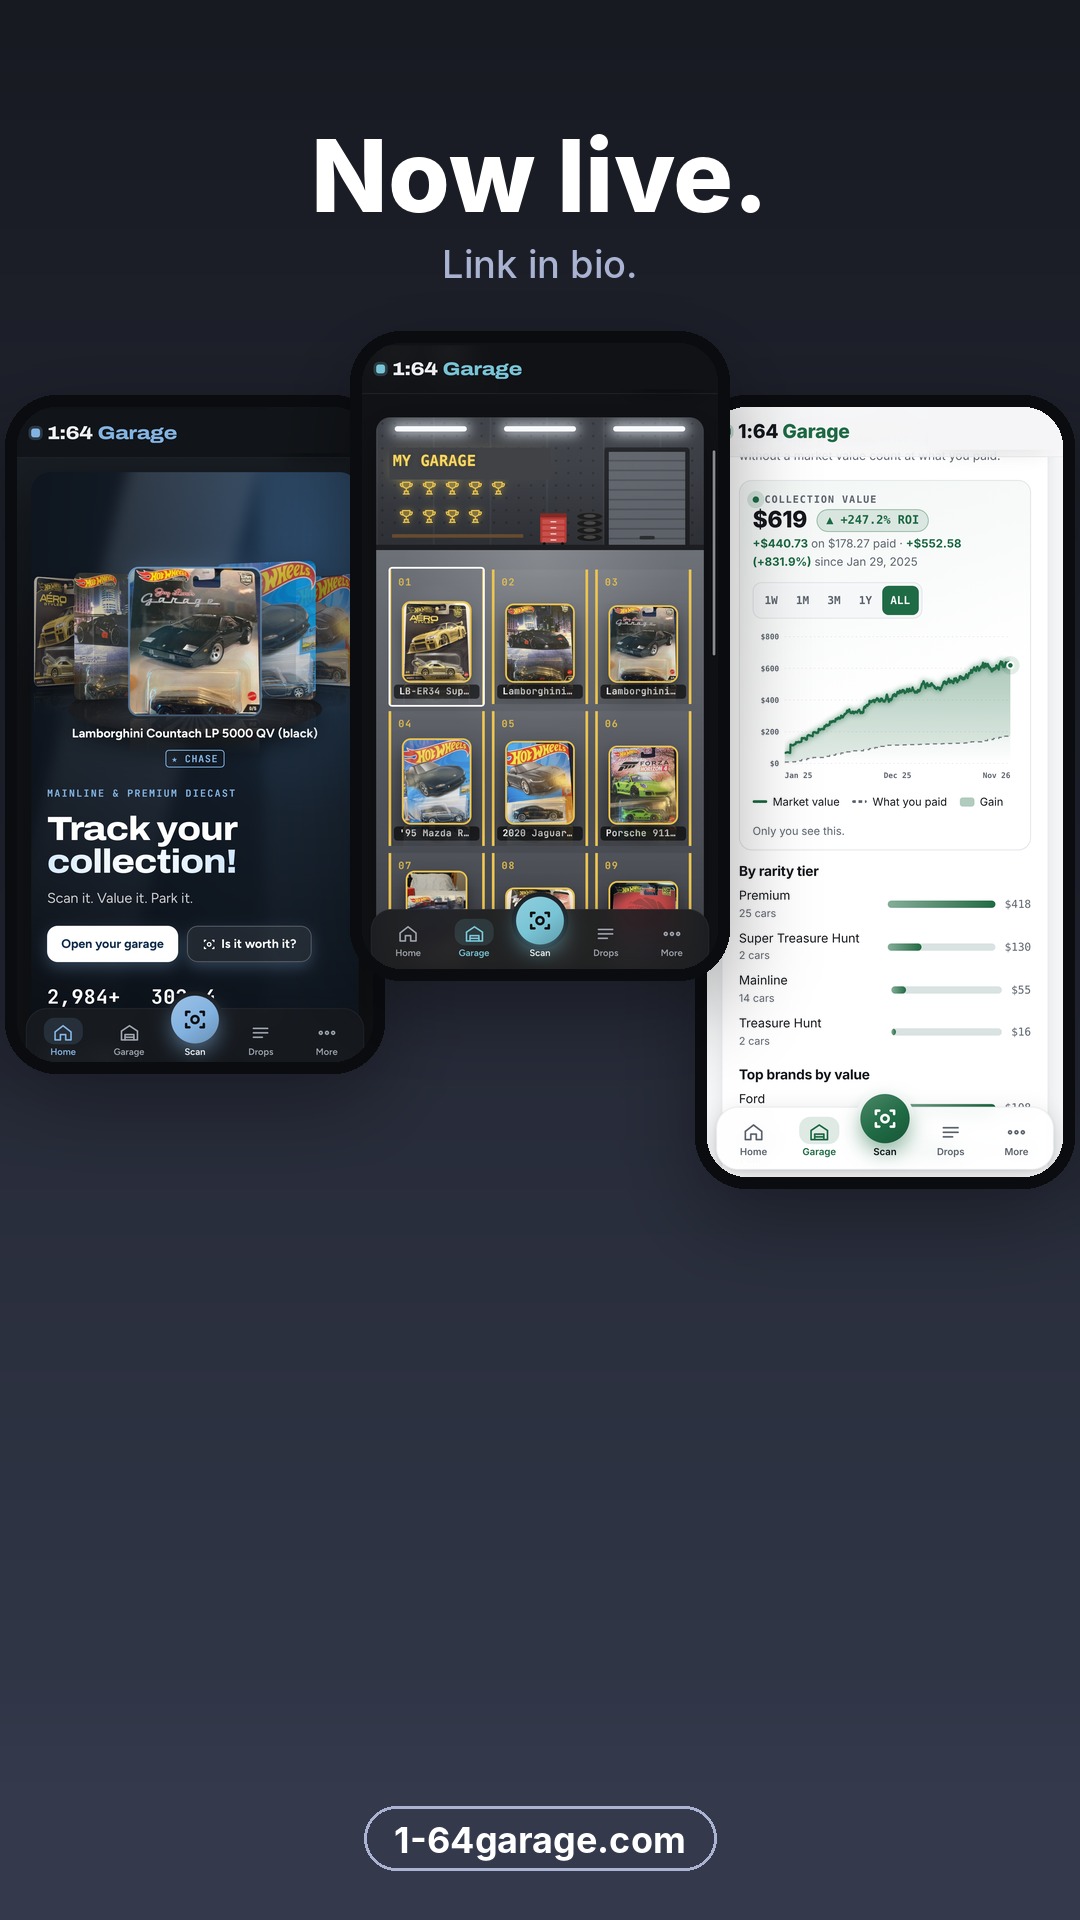 Now live.
Link in bio.
1:64 Garage
Lamborghini Countach LP 5000 QV (black)
★ CHASE
MAINLINE & PREMIUM DIECAST
Track your
collection!
Scan it. Value it. Park it.
Open your garage
Is it worth it?
2,984+
Home
Garage
Scan
Drops
More
1:64 Garage
MY GARAGE
01
02
03
LB-ER34 Sup…
Lamborghini…
Lamborghini…
04
05
06
'95 Mazda R…
2020 Jaguar…
Porsche 911…
07
08
09
Home
Garage
Scan
Drops
More
1:64 Garage
without a market value count at what you paid.
COLLECTION VALUE
$619 ▲ +247.2% ROI
+$440.73 on $178.27 paid · +$552.58
(+831.9%) since Jan 29, 2025
1W 1M 3M 1Y ALL
$800
$600
$400
$200
$0
Jan 25 Dec 25 Nov 26
Market value What you paid Gain
Only you see this.
By rarity tier
Premium
25 cars
$418
Super Treasure Hunt
2 cars
$130
Mainline
14 cars
$55
Treasure Hunt
2 cars
$16
Top brands by value
Ford
Home
Garage
Scan
Drops
More
1-64garage.com